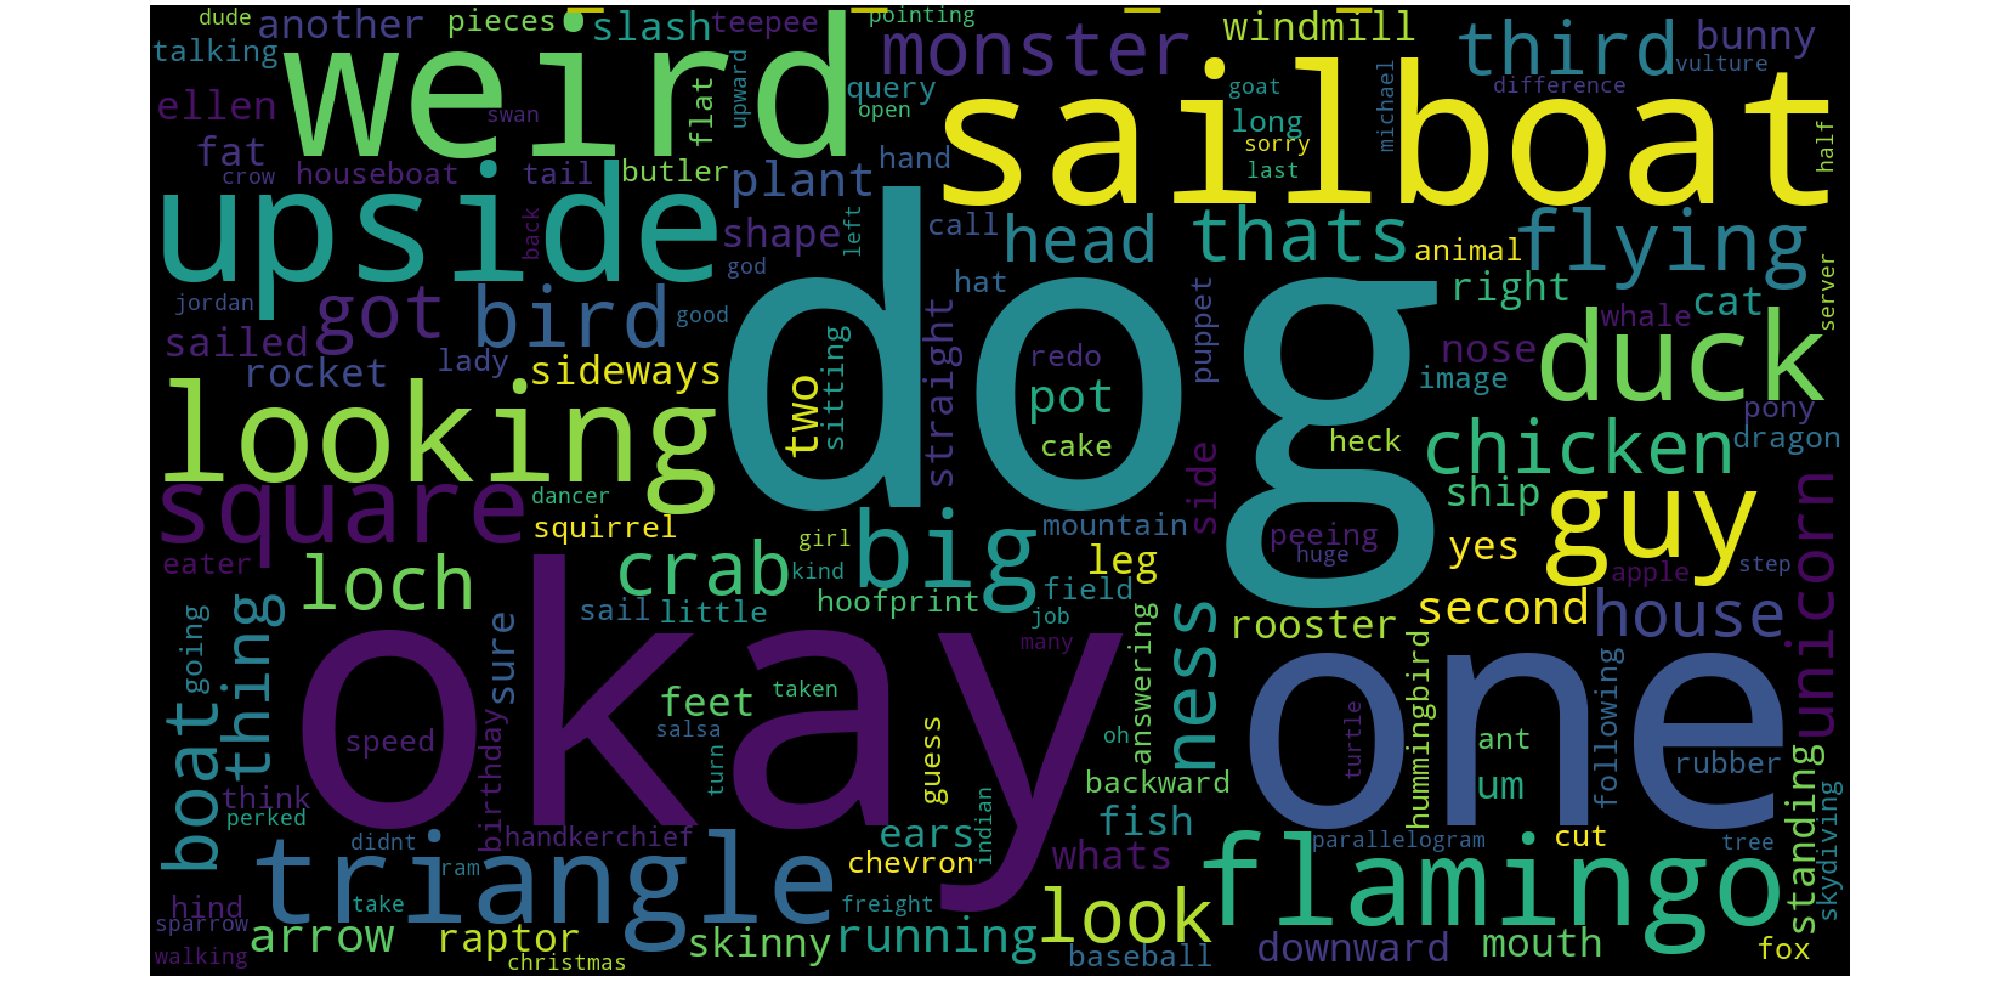 dude
another
pieces
slash
teepee
pointing
windmill
third
bunny
talking
weird
monster
sailboat
vulture
ellen
swan
flat
upward
query
open
goat
michael
difference
fat
long
sorry
last
half
crow
houseboat
tail
butler
plant
hand
upside
back
shape
left
call
head
thats
animal
flying
god
hat
right
server
jordan
got
bird
good
straight
puppet
whale
cat
sailed
rocket
lady
sideways
two
sitting
dog
redo
pot
cake
nose
image
duck
looking
heck
chicken
pony
dragon
square
dancer
squirrel
side
ship
guy
unicorn
eater
loch
crab
girl
kind
big
mountain
leg
field
peeing
huge
yes
apple
step
boat
going
thing
sure
sail
little
hoofprint
job
many
answering
ness
rooster
second
house
okay
one
feet
taken
salsa
turn
guess
oh
hummingbird
turtle
ant
um
following
rubber
speed
think
perked
birthday
backward
standing
skydiving
didnt
handkerchief
ears
indian
fish
parallelogram
cut
tree
triangle
ram
chevron
whats
flamingo
hind
take
freight
look
sparrow
arrow
raptor
skinny
running
downward
mouth
fox
walking
christmas
baseball